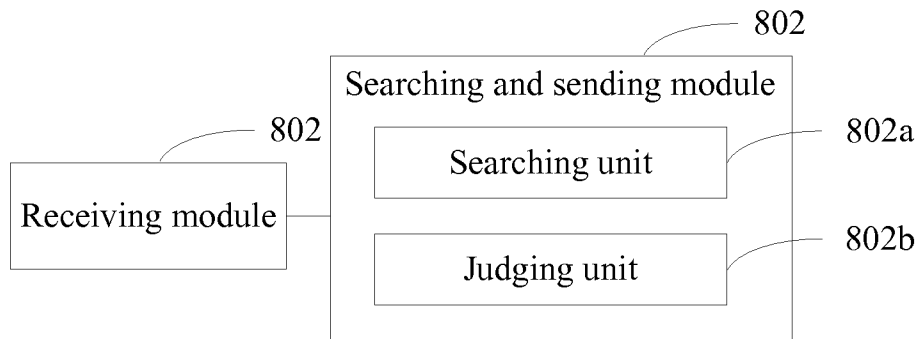 802
Searching and sending module
802
802a
Searching unit
Receiving module
802b
Judging unit